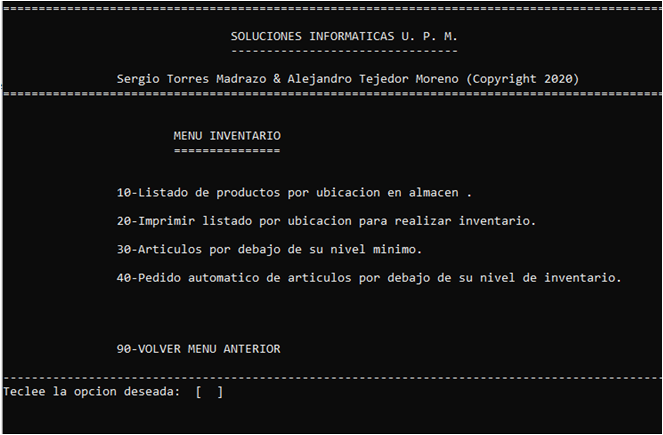 SOLUCIONES INFORMATICAS U. P. M.
Sergio Torres Madrazo & Alejandro Tejedor Moreno (Copyright 2020)
MENU INVENTARIO
10-Listado de productos por ubicacion en almacen .
20-Imprimir listado por ubicacion para realizar inventario.
30-Articulos por debajo de su nivel minimo.
40-Pedido automatico de articulos por debajo de su nivel de inventario.
90-VOLVER MENU ANTERIOR
Teclee la opcion deseada:  [  ]